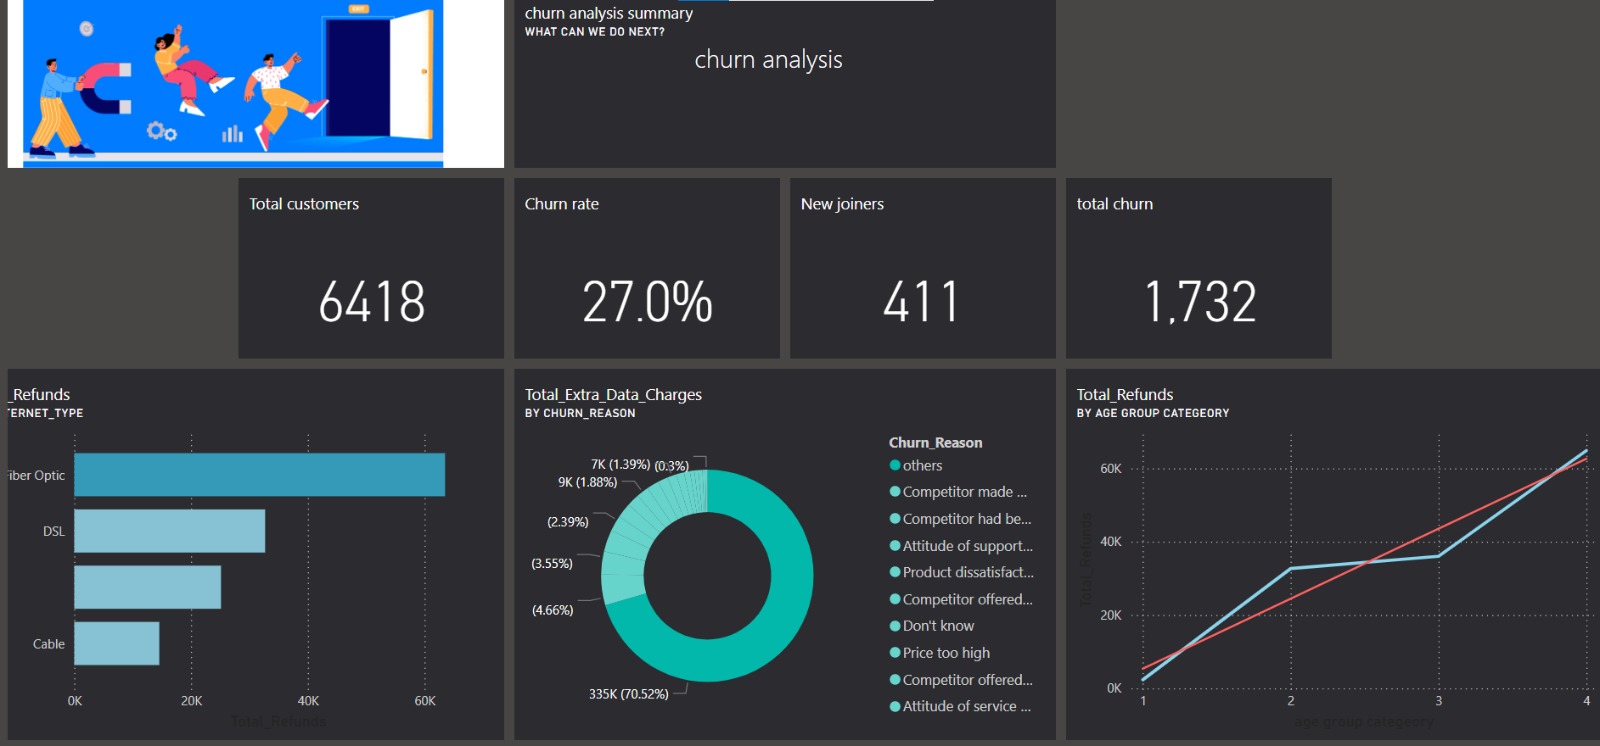 EXIT
churn analysis summary
WHAT CAN WE DO NEXT?
churn analysis
Total customers
6418
Churn rate
27.0%
New joiners
411
total churn
1,732
_Refunds
TERNET_TYPE
iber Optic
DSL
Cable
0K 20K 40K 60K
Total_Refunds
Total_Extra_Data_Charges
BY CHURN_REASON
7K (1.39%) (0.3%)
9K (1.88%)
(2.39%)
(3.55%)
(4.66%)
335K (70.52%)
Churn_Reason
others
Competitor made ...
Competitor had be...
Attitude of support...
Product dissatisfact...
Competitor offered...
Don't know
Price too high
Competitor offered...
Attitude of service ...
Total_Refunds
BY AGE GROUP CATEGEORY
Total_Refunds
60K
40K
20K
0K
1 2 3 4
age group categeory